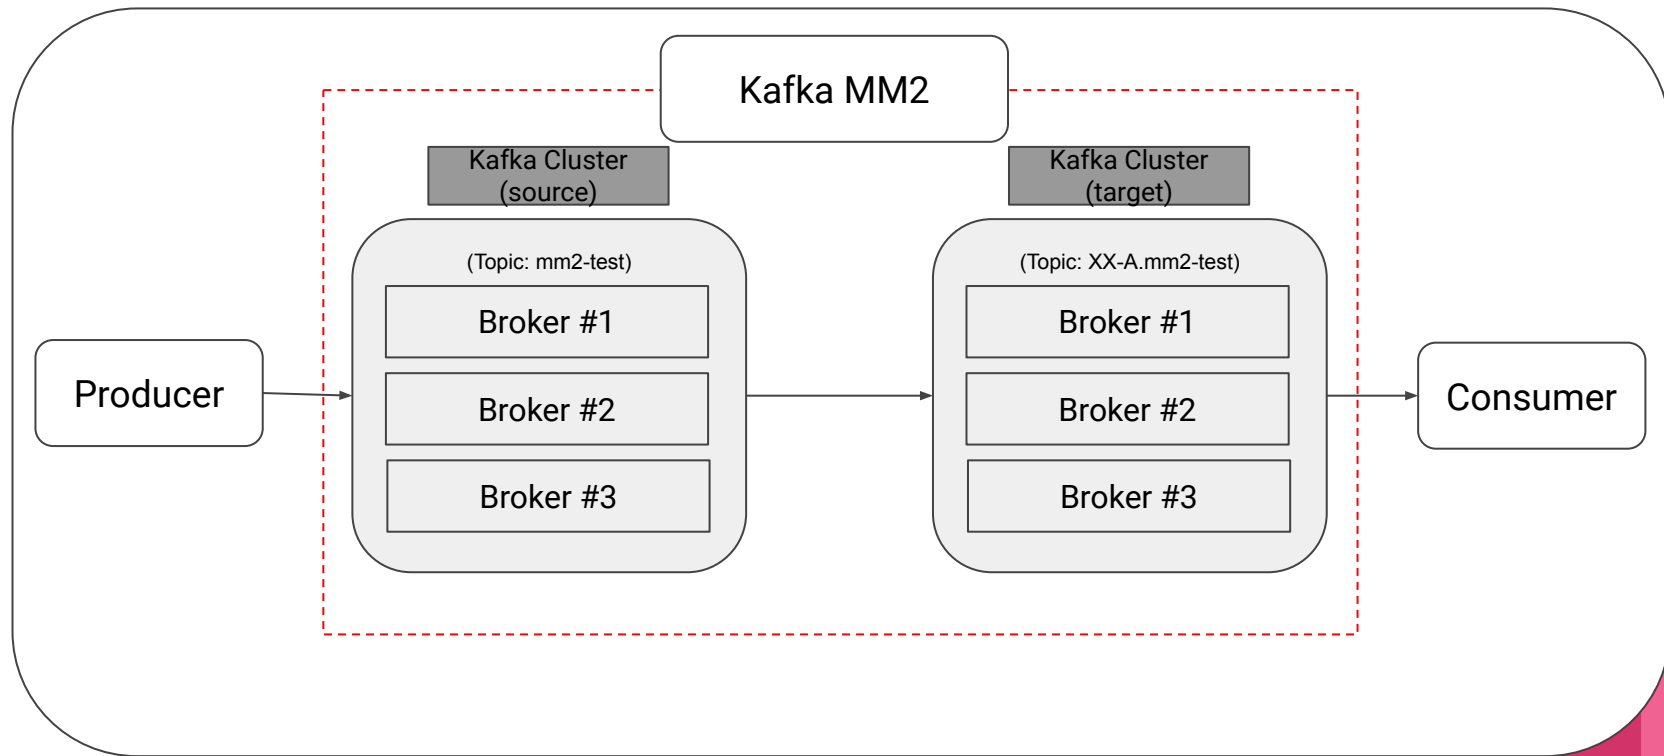 Kafka MM2
Kafka Cluster
(source)
Kafka Cluster
(target)
(Topic: mm2-test)
Broker #1
Broker #2
Broker #3
(Topic: XX-A.mm2-test)
Broker #1
Broker #2
Broker #3
Producer
Consumer